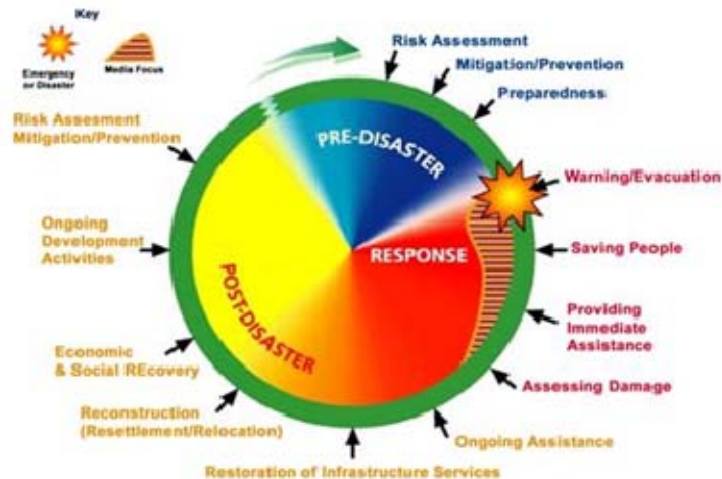 Key
Emergency
or Disaster
Media Focus
Risk Assessment
Mitigation/Prevention
Preparedness
Warning/Evacuation
Saving People
Providing
Immediate
Assistance
Assessing Damage
Ongoing Assistance
Restoration of Infrastructure Services
Reconstruction
(Resettlement/Relocation)
Economic
& Social REcovery
Ongoing
Development
Activities
Risk Assesment
Mitigation/Prevention
PRE-DISASTER
RESPONSE
POST-DISASTER